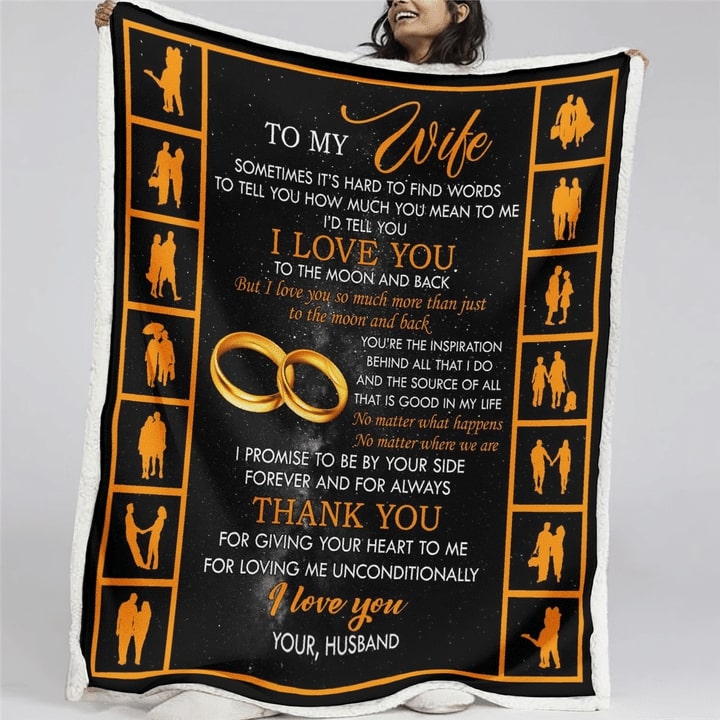 TO MY Wife
SOMETIMES IT'S HARD TO FIND WORDS
TO TELL YOU HOW MUCH YOU MEAN TO ME
I'D TELL YOU
I LOVE YOU
TO THE MOON AND BACK
But I love you so much more than just
to the moon and back
YOU'RE THE INSPIRATION
BEHIND ALL THAT I DO
AND THE SOURCE OF ALL
THAT IS GOOD IN MY LIFE
No matter what happens
No matter where we are
I PROMISE TO BE BY YOUR SIDE
FOREVER AND FOR ALWAYS
THANK YOU
FOR GIVING YOUR HEART TO ME
FOR LOVING ME UNCONDITIONALLY
I love you
YOUR, HUSBAND